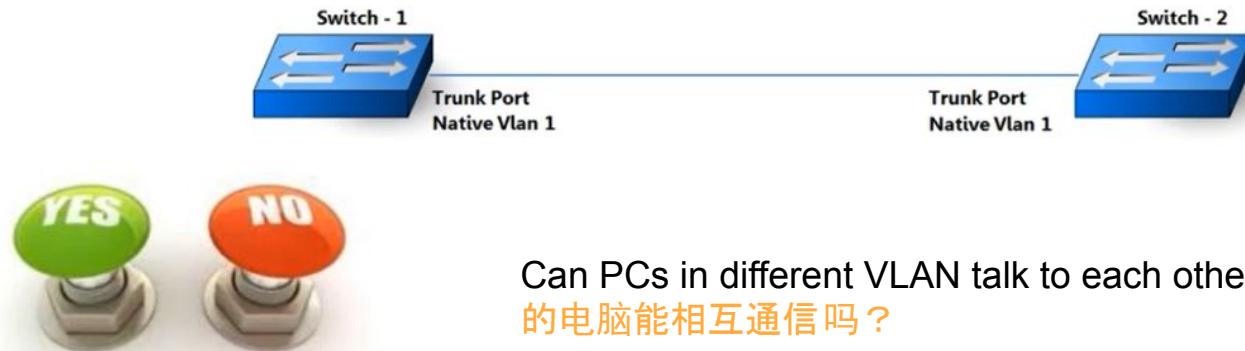 Switch - 1
Switch - 2
Trunk Port
Native Vlan 1
Trunk Port
Native Vlan 1
YES
NO
Can PCs in different VLAN talk to each othe
的电脑能相互通信吗？